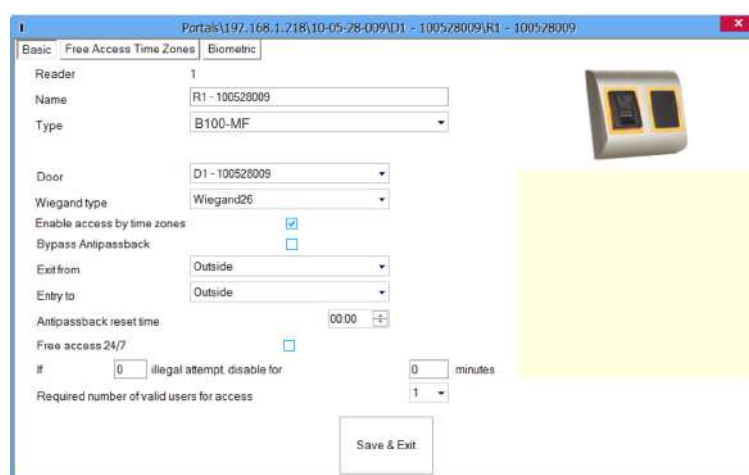 Portals\192.168.1.218\10-05-28-009\D1 - 100528009\R1 - 100528009
Basic Free Access Time Zones Biometric
Reader 1
Name R1 - 100528009
Type B100-MF
Door D1 - 100528009
Wiegand type Wiegand26
Enable access by time zones
Bypass Antipassback
Exit from Outside
Entry to Outside
Antipassback reset time 00:00
Free access 24/7
If 0 illegal attempt, disable for 0 minutes
Required number of valid users for access 1
Save & Exit